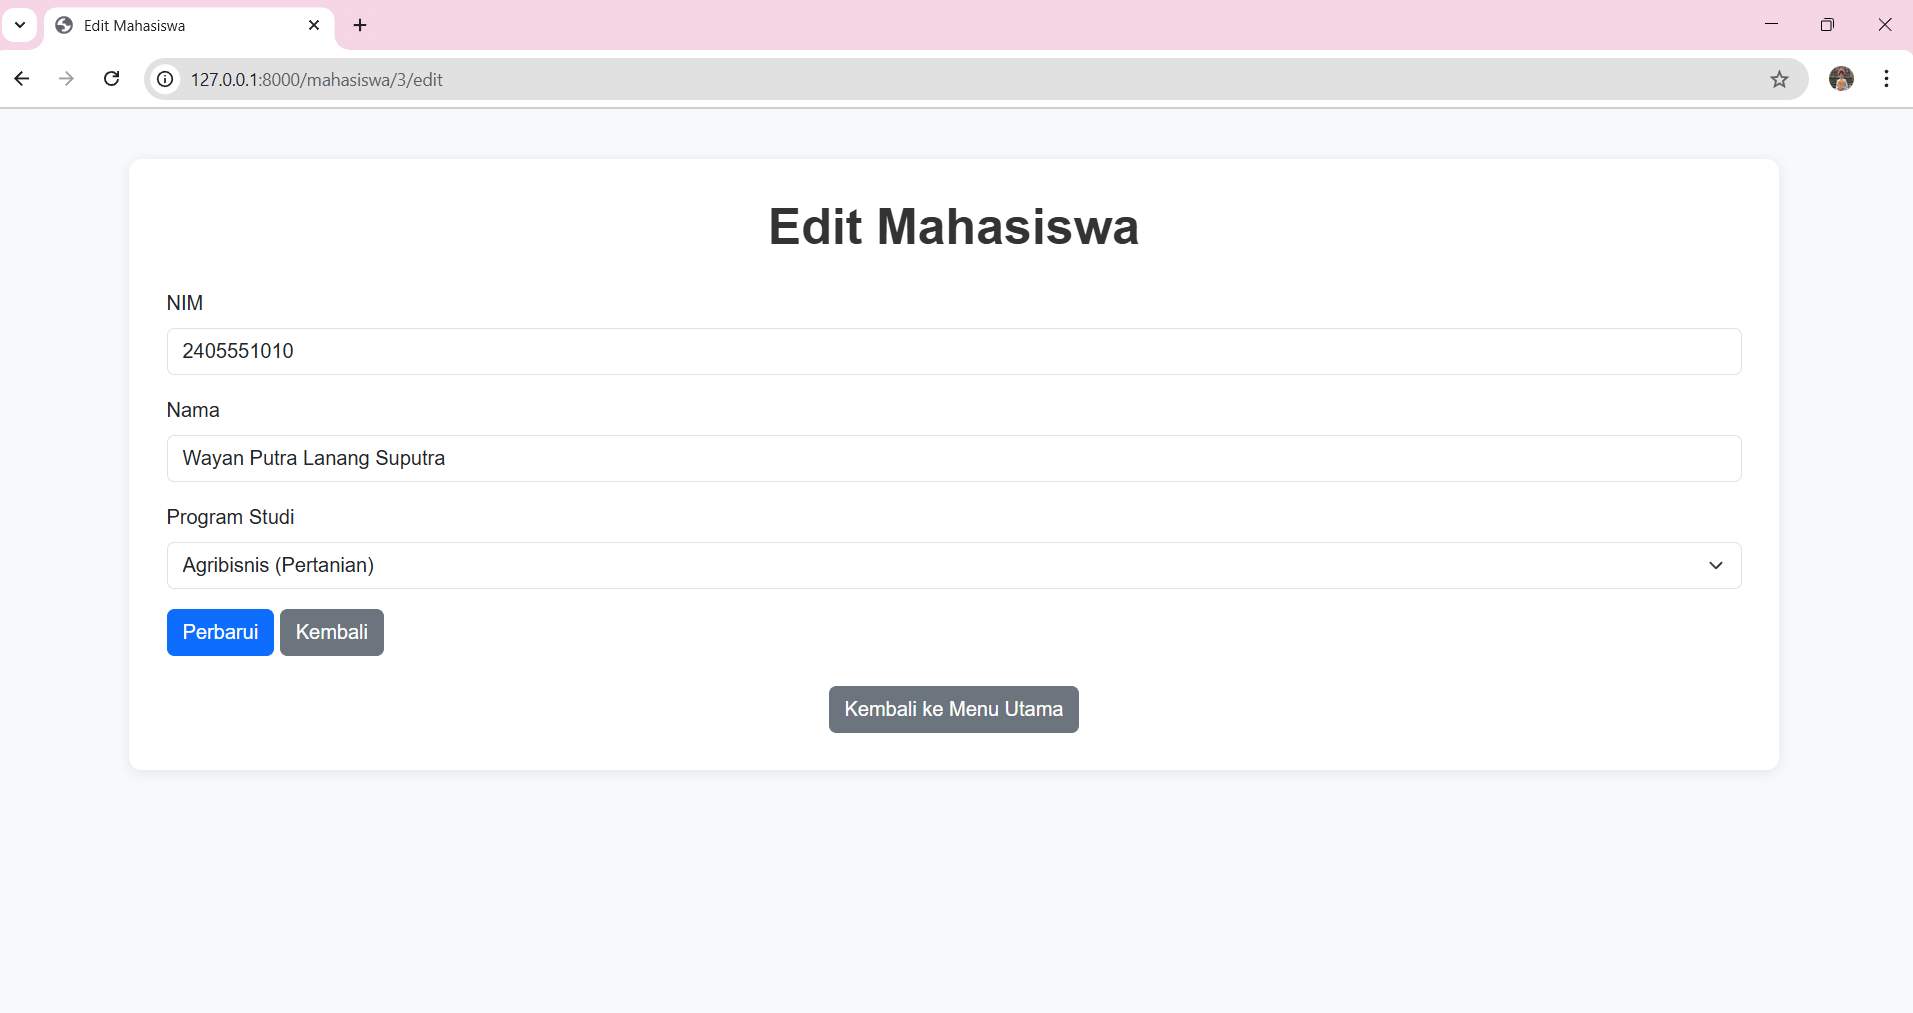 Edit Mahasiswa
127.0.0.1:8000/mahasiswa/3/edit
Edit Mahasiswa
NIM
2405551010
Nama
Wayan Putra Lanang Suputra
Program Studi
Agribisnis (Pertanian)
Perbarui Kembali
Kembali ke Menu Utama